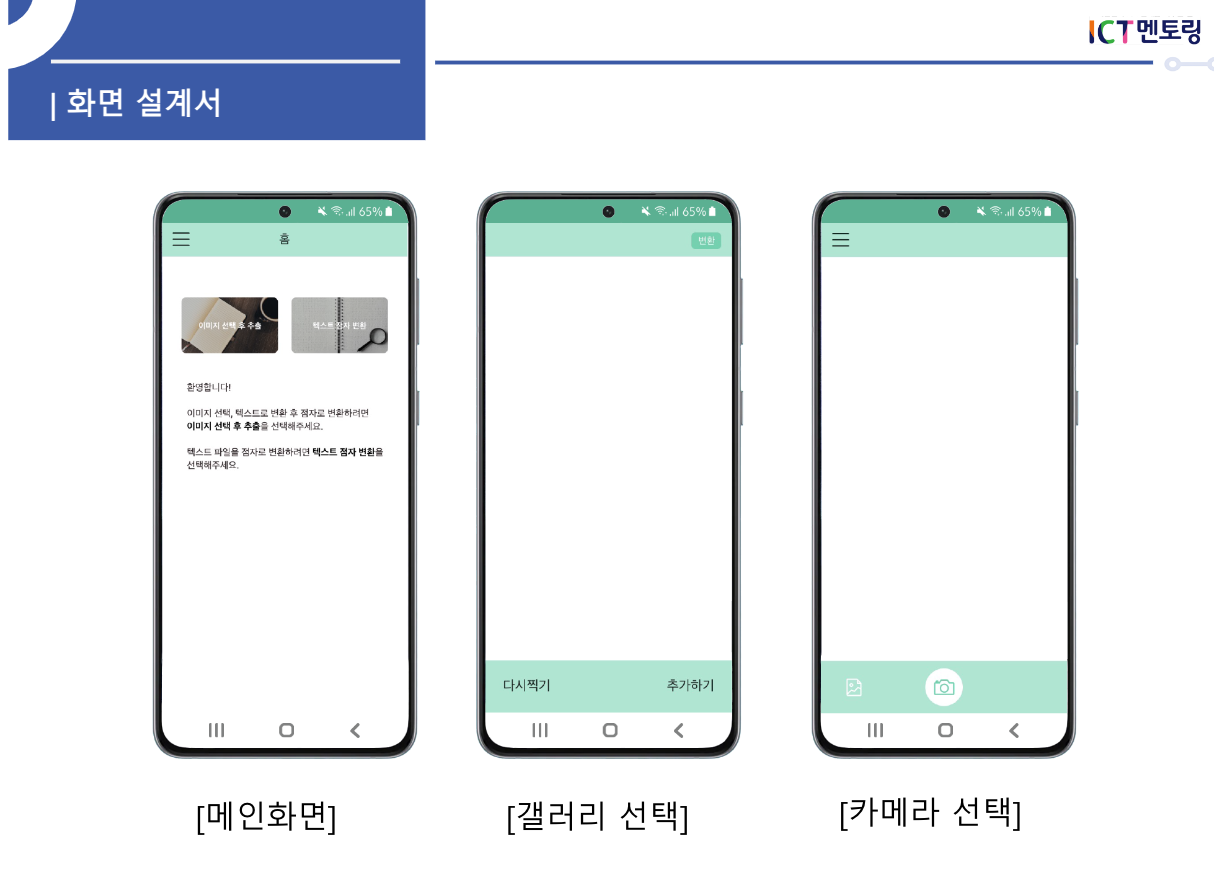 ICT멘토링
| 화면 설계서
65%
홈
이미지 선택 후 추출
텍스트 점자 변환
환영합니다!
이미지 선택, 텍스트로 변환 후 점자로 변환하려면
이미지 선택 후 추출을 선택해주세요.
텍스트 파일을 점자로 변환하려면 텍스트 점자 변환을
선택해주세요.
[메인화면]
65%
변환
다시찍기
추가하기
[갤러리 선택]
65%
[카메라 선택]